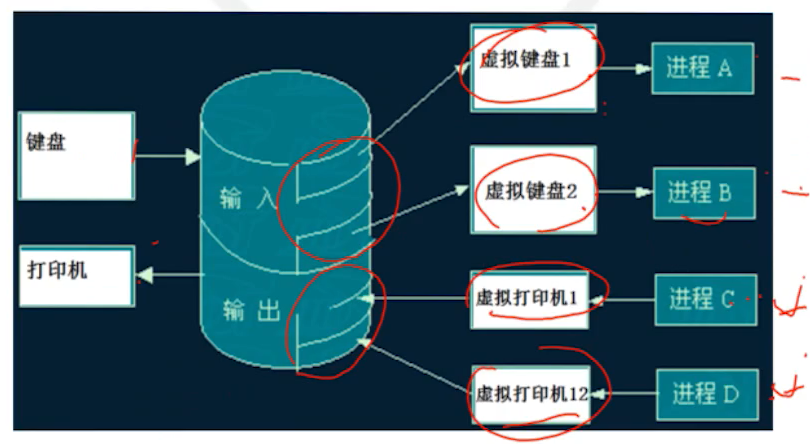 虚拟键盘1
进程 A
键盘
输 入
虚拟键盘2
进程 B
打印机
输 出
虚拟打印机1
进程 C
虚拟打印机12
进程 D